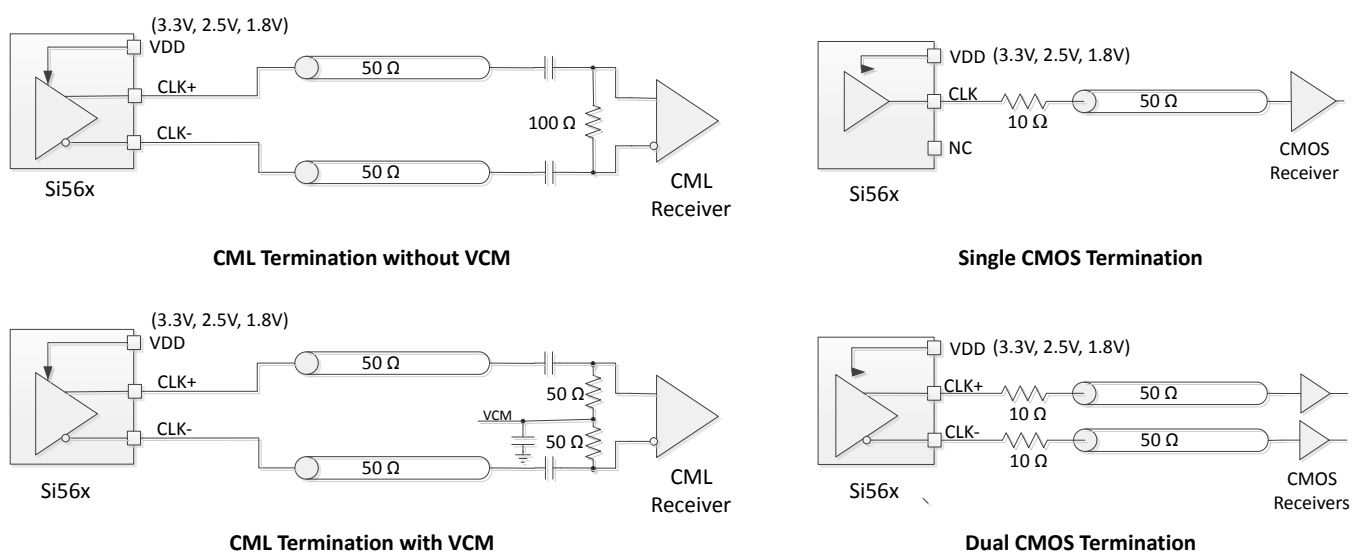 (3.3V, 2.5V, 1.8V)
VDD
CLK+
CLK-
50 Ω
50 Ω
100 Ω
Si56x
CML
Receiver
CML Termination without VCM
VDD (3.3V, 2.5V, 1.8V)
CLK
10 Ω
50 Ω
NC
Si56x
CMOS
Receiver
Single CMOS Termination
(3.3V, 2.5V, 1.8V)
VDD
CLK+
CLK-
50 Ω
50 Ω
50 Ω
VCM
50 Ω
Si56x
CML
Receiver
CML Termination with VCM
VDD (3.3V, 2.5V, 1.8V)
CLK+
10 Ω
50 Ω
CLK-
10 Ω
50 Ω
Si56x
CMOS
Receivers
Dual CMOS Termination